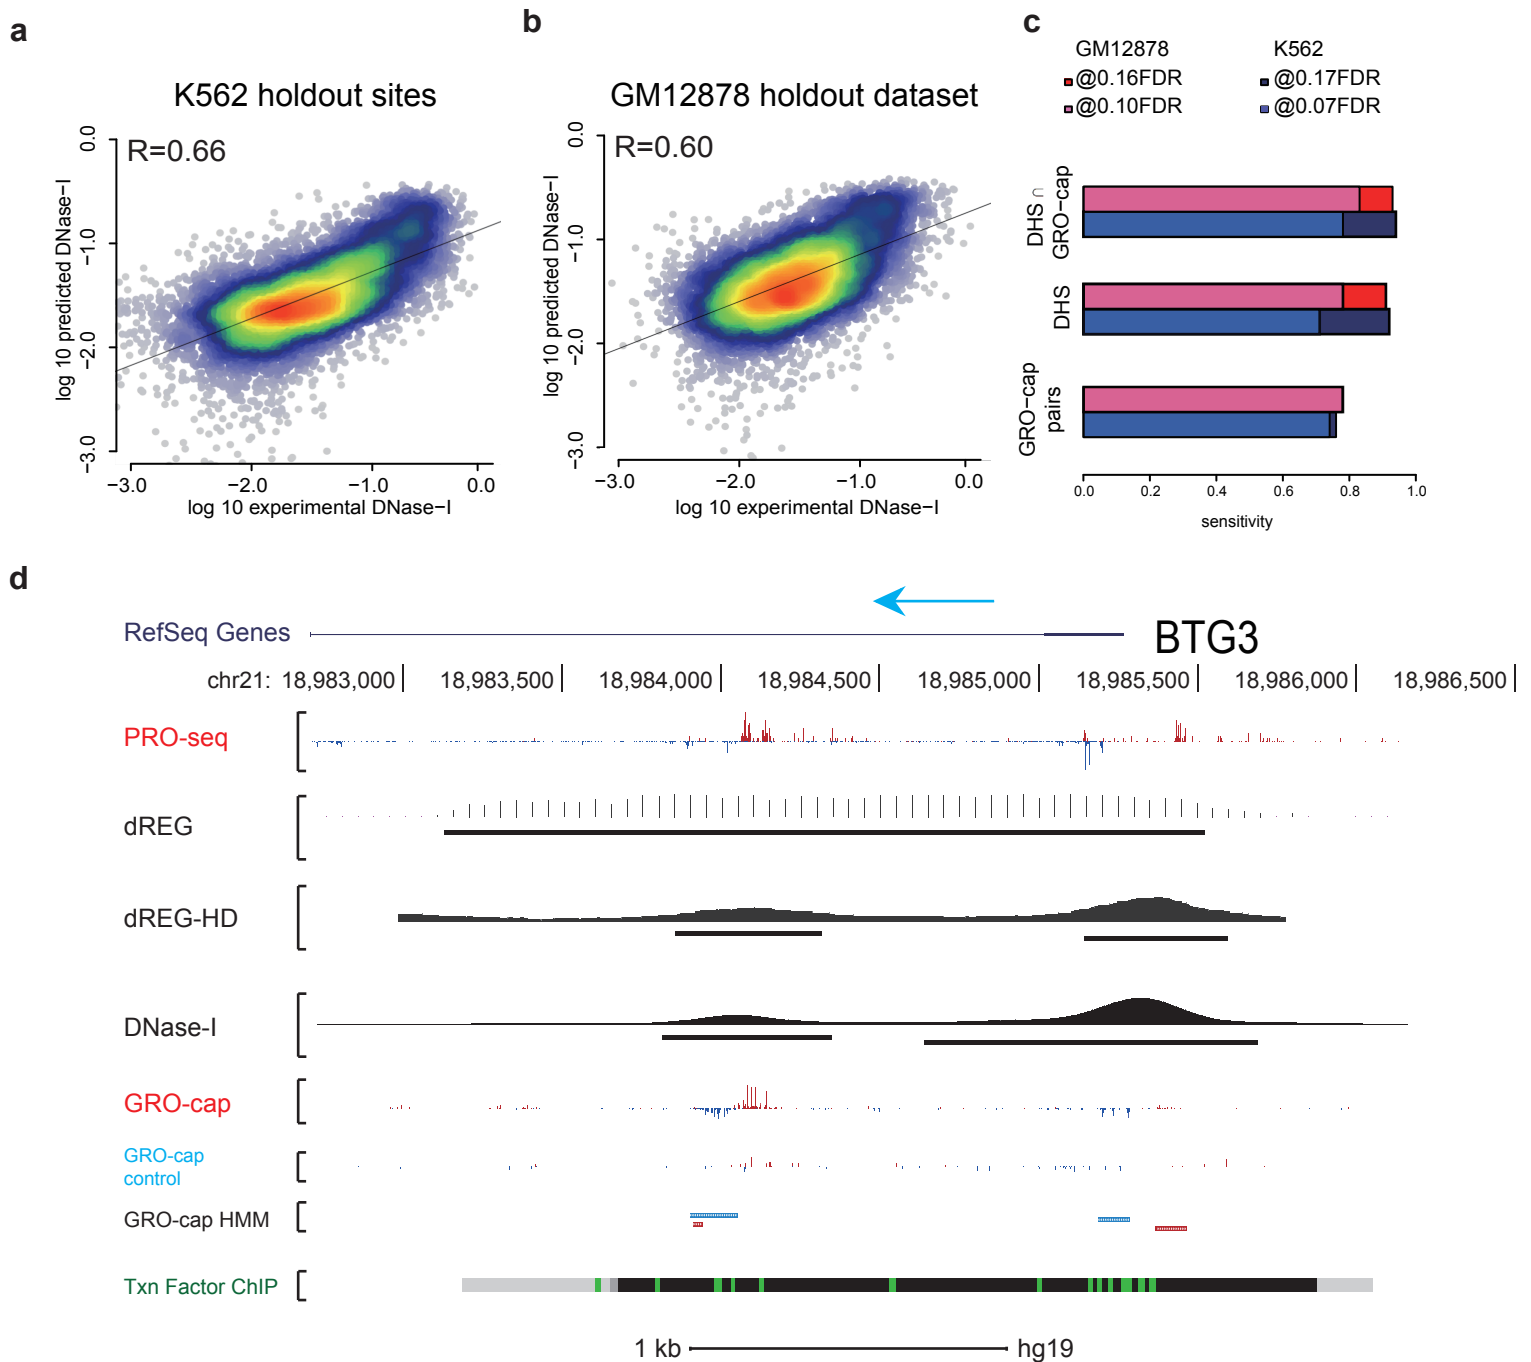 a
K562 holdout sites
R=0.66
log 10 predicted DNase−I
0.0
−1.0
−2.0
−3.0
−3.0 −2.0 −1.0 0.0
log 10 experimental DNase−I
b
GM12878 holdout dataset
R=0.60
log 10 predicted DNase−I
0.0
−1.0
−2.0
−3.0
−3.0 −2.0 −1.0 0.0
log 10 experimental DNase−I
c
GM12878 K562
@0.16FDR @0.17FDR
@0.10FDR @0.07FDR
DHS ∩
GRO−cap
DHS
GRO−cap
pairs
0.0 0.2 0.4 0.6 0.8 1.0
sensitivity
d
RefSeq Genes BTG3
chr21: 18,983,000 18,983,500 18,984,000 18,984,500 18,985,000 18,985,500 18,986,000 18,986,500
PRO-seq
dREG
dREG-HD
DNase-I
GRO-cap
GRO-cap
control
GRO-cap HMM
Txn Factor ChIP
1 kb hg19